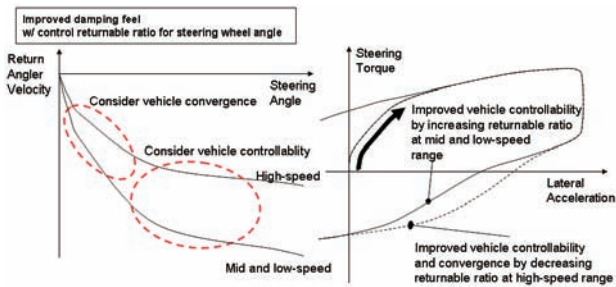 Improved damping feel
w/ control returnable ratio for steering wheel angle
Return
Angler
Velocity
Steering
Angle
Consider vehicle convergence
Consider vehicle controllablity
High-speed
Mid and low-speed
Steering
Torque
Improved vehicle controllability
by increasing returnable ratio
at mid and low-speed
range
Lateral
Acceleration
Improved vehicle controllability
and convergence by decreasing
returnable ratio at high-speed range